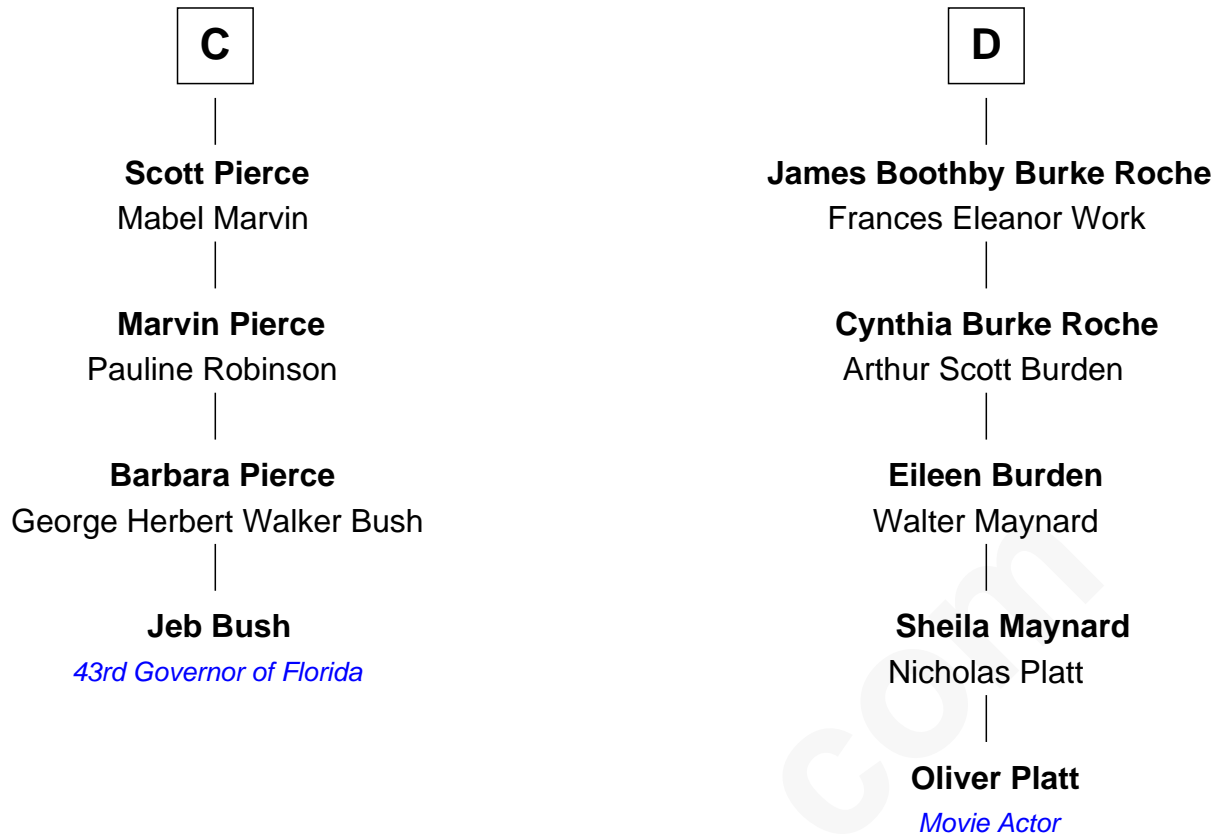 C
Scott Pierce
Mabel Marvin
Marvin Pierce
Pauline Robinson
Barbara Pierce
George Herbert Walker Bush
Jeb Bush
43rd Governor of Florida
D
James Boothby Burke Roche
Frances Eleanor Work
Cynthia Burke Roche
Arthur Scott Burden
Eileen Burden
Walter Maynard
Sheila Maynard
Nicholas Platt
Oliver Platt
Movie Actor
com